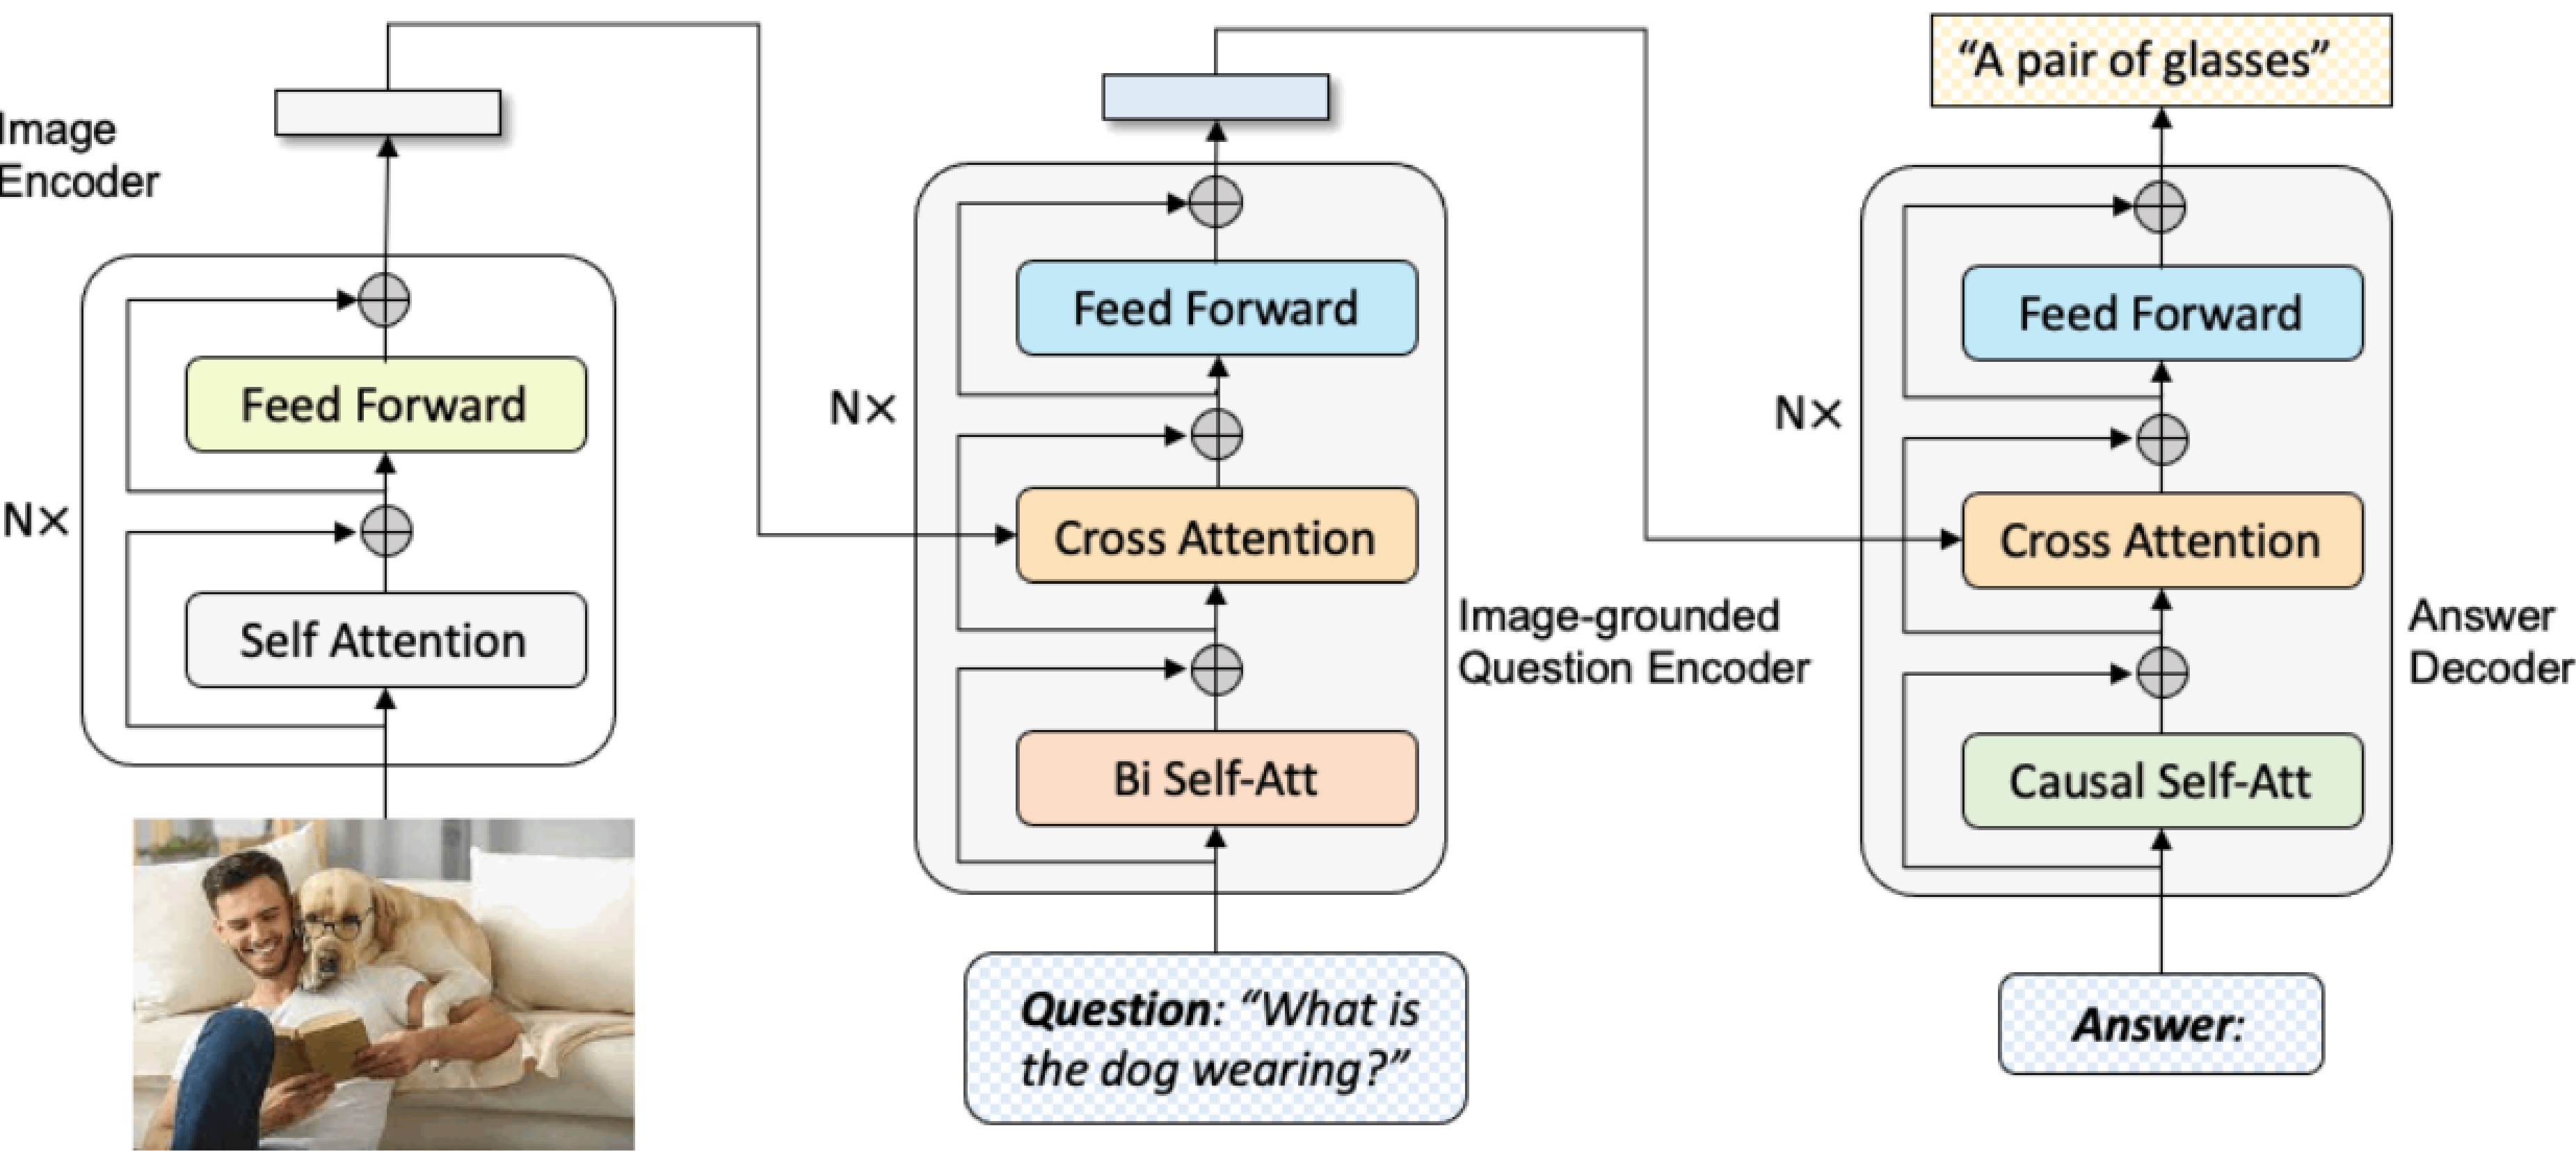 Image
Encoder
Feed Forward
N×
Self Attention
Feed Forward
N×
Cross Attention
Image-grounded
Question Encoder
Bi Self-Att
Question: “What is
the dog wearing?”
“A pair of glasses”
Feed Forward
N×
Cross Attention
Answer
Decoder
Causal Self-Att
Answer: